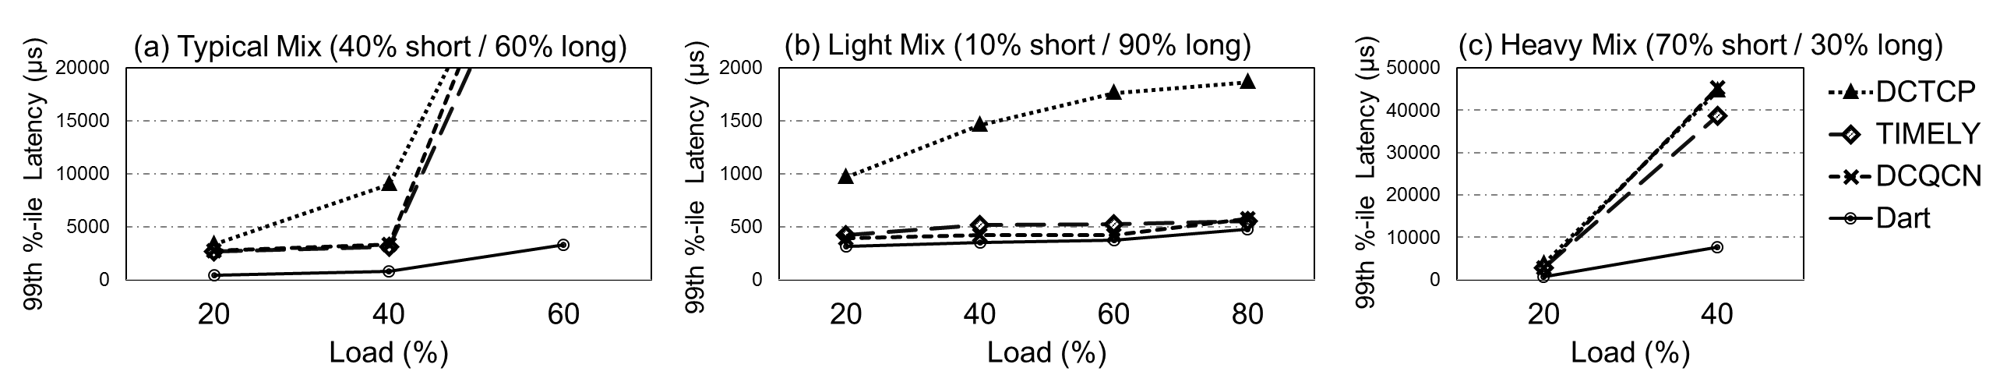 (a) Typical Mix (40% short / 60% long)
99th %-ile Latency (µs)
20000
15000
10000
5000
0
20
40
60
Load (%)
(b) Light Mix (10% short / 90% long)
99th %-ile Latency (µs)
2000
1500
1000
500
0
20
40
60
80
Load (%)
(c) Heavy Mix (70% short / 30% long)
99th %-ile Latency (µs)
50000
40000
30000
20000
10000
0
20
40
Load (%)
DCTCP
TIMELY
DCQCN
Dart